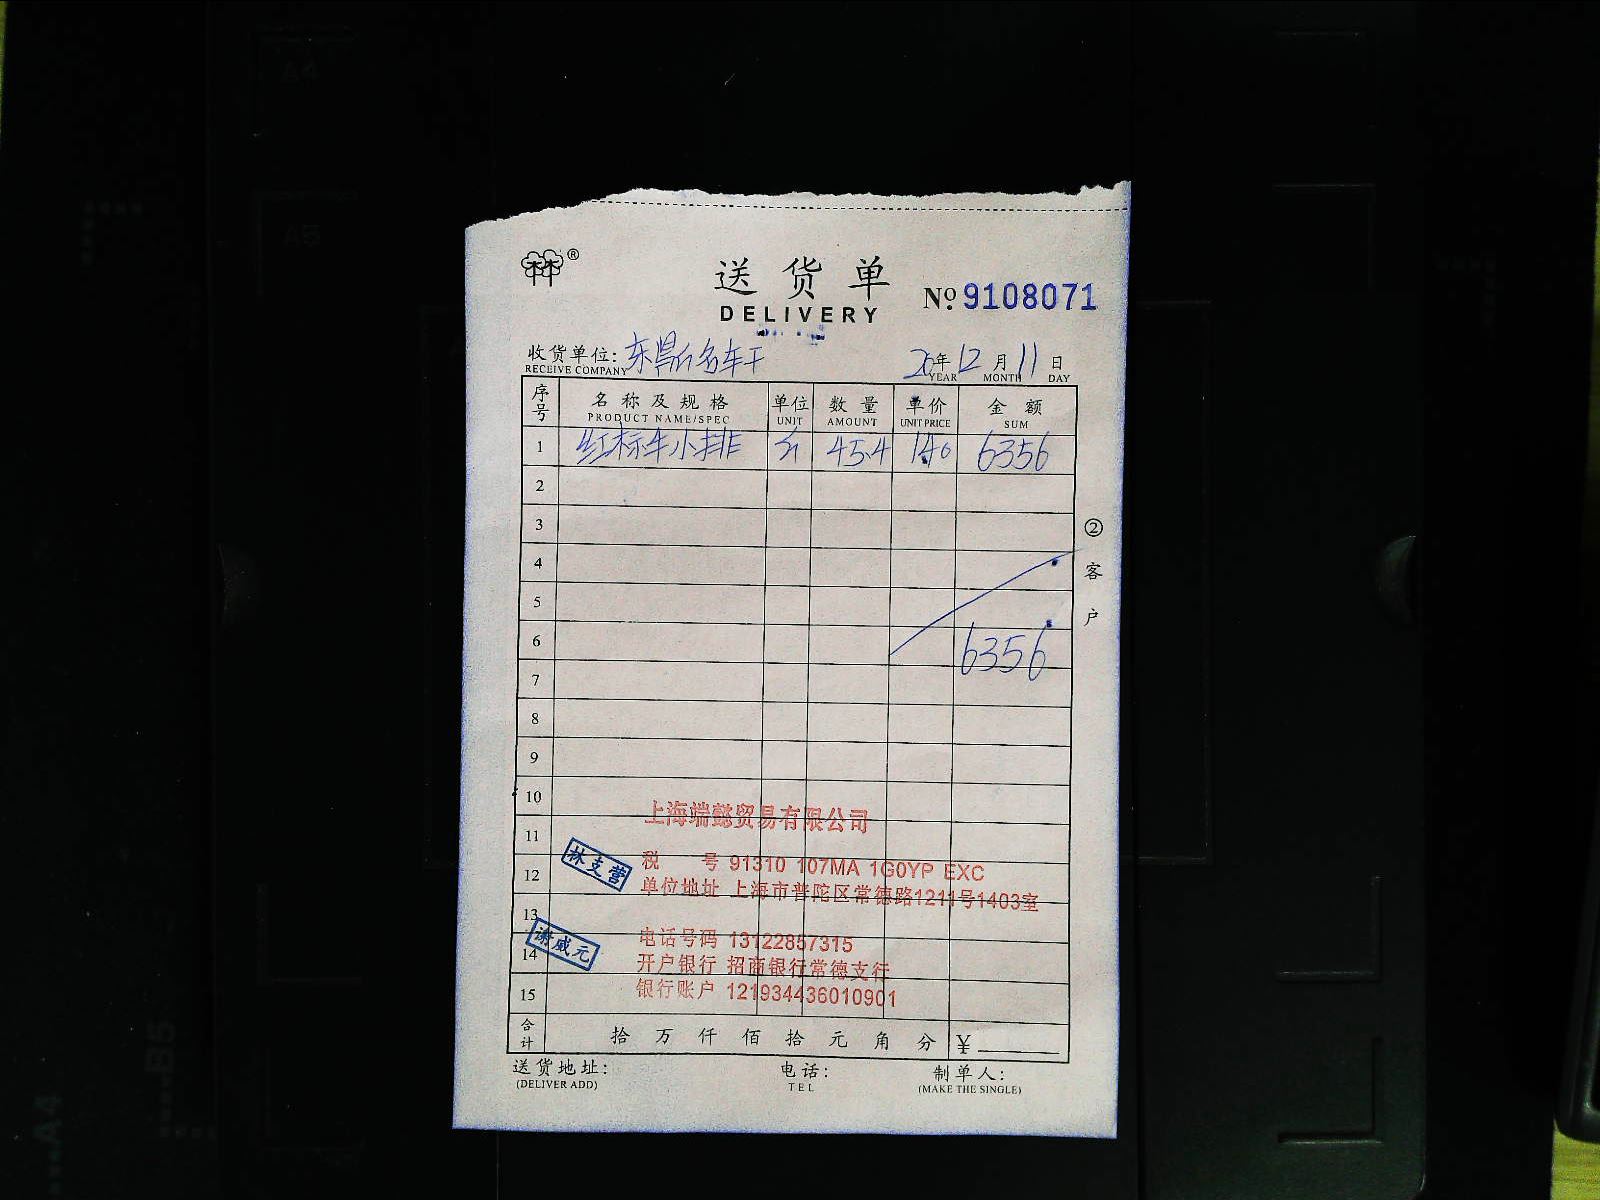 林®
送货单
DELIVERY
No. 9108071
收货单位:
RECEIVE COMPANY
20年12月11日
YEAR MONTH DAY
序号 名称及规格 单位 数量 单价 金额
PRODUCT NAME/SPEC UNIT AMOUNT UNIT PRICE SUM
1 红标牛小排 斤 45.4 140 6356
2
3
4
5
6 6356
7
8
9
10
11
12
13
14
15
②客户
上海端懿贸易有限公司
税 号 91310 107MA 1G0YP EXC
单位地址 上海市普陀区常德路1211号1403室
电话号码 13122857315
开户银行 招商银行常德支行
银行账户 121934436010901
林支营
谢威元
合计 拾万仟佰拾元角分 ¥
送货地址: 电话: 制单人:
(DELIVER ADD) TEL (MAKE THE SINGLE)
A4
A5
B5
A4